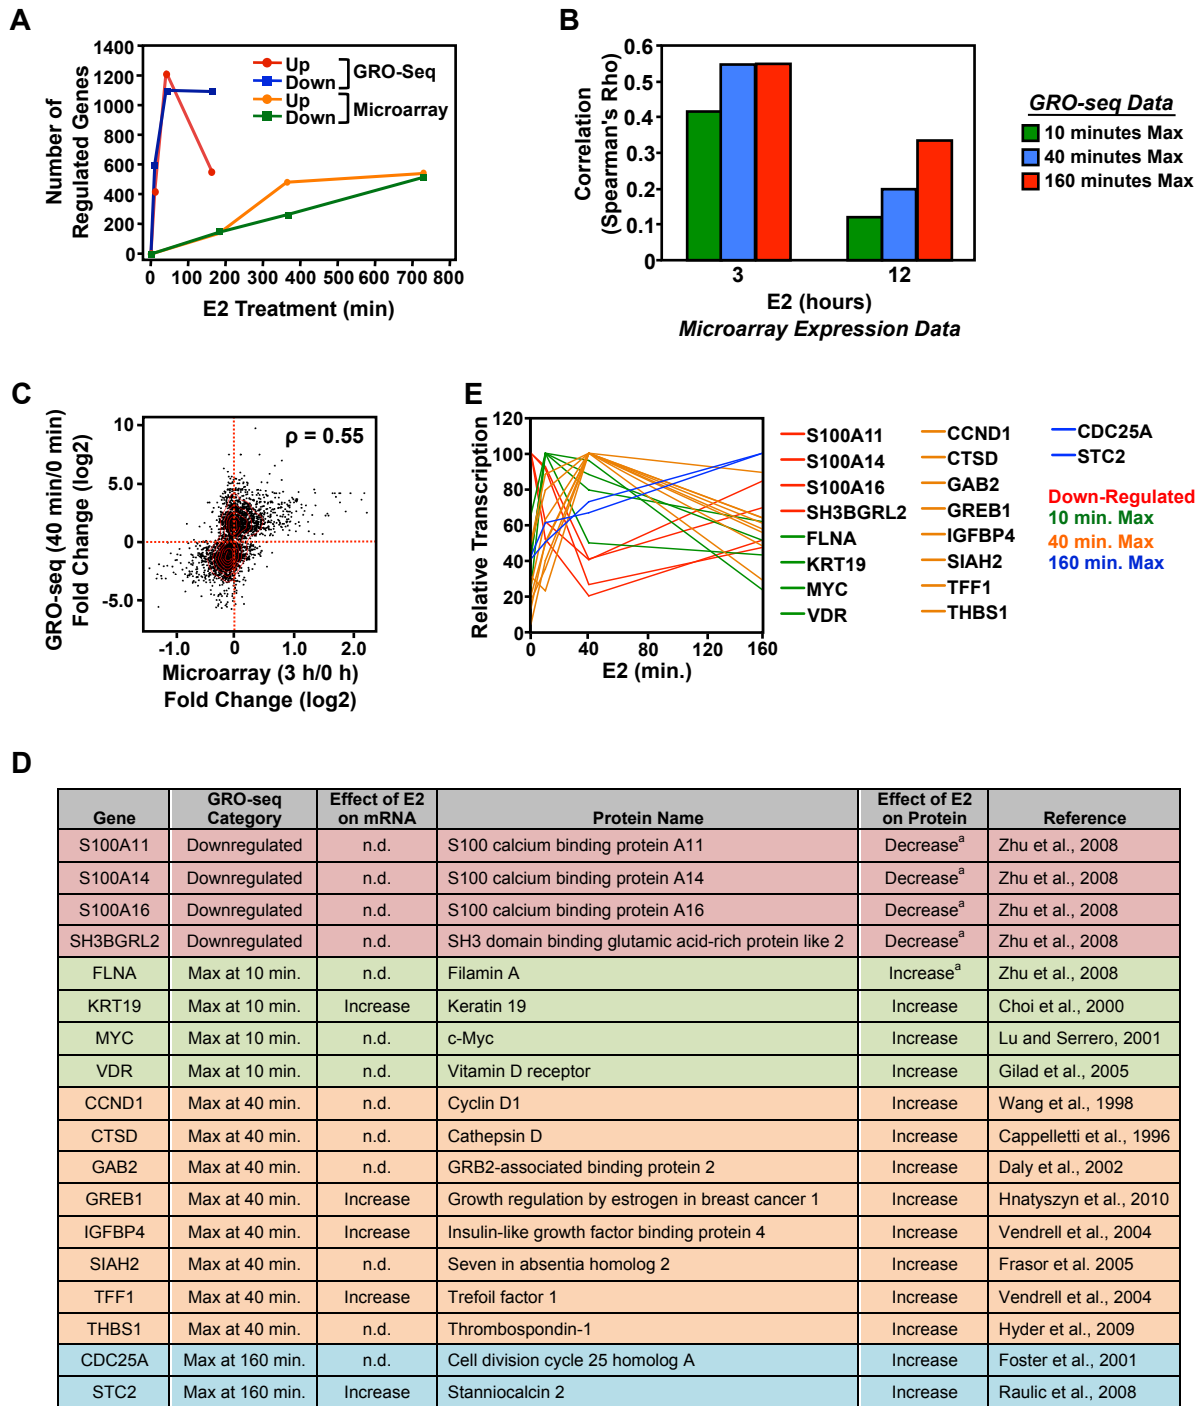 A
Number of
Regulated Genes
1400
1200
1000
800
600
400
200
0
0 100 200 300 400 500 600 700 800
E2 Treatment (min)
Up
Down
GRO-Seq
Up
Down
Microarray
B
Correlation
(Spearman's Rho)
0.6
0.5
0.4
0.3
0.2
0.1
0
3 12
E2 (hours)
Microarray Expression Data
GRO-seq Data
10 minutes Max
40 minutes Max
160 minutes Max
C
GRO-seq (40 min/0 min)
Fold Change (log2)
10
5.0
0
-5.0
ρ = 0.55
-1.0 0 1.0 2.0
Microarray (3 h/0 h)
Fold Change (log2)
E
Relative Transcription
120
100
80
60
40
20
0
0 40 80 120 160
E2 (min.)
S100A11
S100A14
S100A16
SH3BGRL2
FLNA
KRT19
MYC
VDR
CCND1
CTSD
GAB2
GREB1
IGFBP4
SIAH2
TFF1
THBS1
CDC25A
STC2
Down-Regulated
10 min. Max
40 min. Max
160 min. Max
D
Gene GRO-seq Category Effect of E2 on mRNA Protein Name Effect of E2 on Protein Reference
S100A11 Downregulated n.d. S100 calcium binding protein A11 Decrease^a Zhu et al., 2008
S100A14 Downregulated n.d. S100 calcium binding protein A14 Decrease^a Zhu et al., 2008
S100A16 Downregulated n.d. S100 calcium binding protein A16 Decrease^a Zhu et al., 2008
SH3BGRL2 Downregulated n.d. SH3 domain binding glutamic acid-rich protein like 2 Decrease^a Zhu et al., 2008
FLNA Max at 10 min. n.d. Filamin A Increase^a Zhu et al., 2008
KRT19 Max at 10 min. Increase Keratin 19 Increase Choi et al., 2000
MYC Max at 10 min. n.d. c-Myc Increase Lu and Serrero, 2001
VDR Max at 10 min. n.d. Vitamin D receptor Increase Gilad et al., 2005
CCND1 Max at 40 min. n.d. Cyclin D1 Increase Wang et al., 1998
CTSD Max at 40 min. n.d. Cathepsin D Increase Cappelletti et al., 1996
GAB2 Max at 40 min. n.d. GRB2-associated binding protein 2 Increase Daly et al., 2002
GREB1 Max at 40 min. Increase Growth regulation by estrogen in breast cancer 1 Increase Hnatyszyn et al., 2010
IGFBP4 Max at 40 min. Increase Insulin-like growth factor binding protein 4 Increase Vendrell et al., 2004
SIAH2 Max at 40 min. n.d. Seven in absentia homolog 2 Increase Frasor et al. 2005
TFF1 Max at 40 min. Increase Trefoil factor 1 Increase Vendrell et al., 2004
THBS1 Max at 40 min. n.d. Thrombospondin-1 Increase Hyder et al., 2009
CDC25A Max at 160 min. n.d. Cell division cycle 25 homolog A Increase Foster et al., 2001
STC2 Max at 160 min. Increase Stanniocalcin 2 Increase Raulic et al., 2008